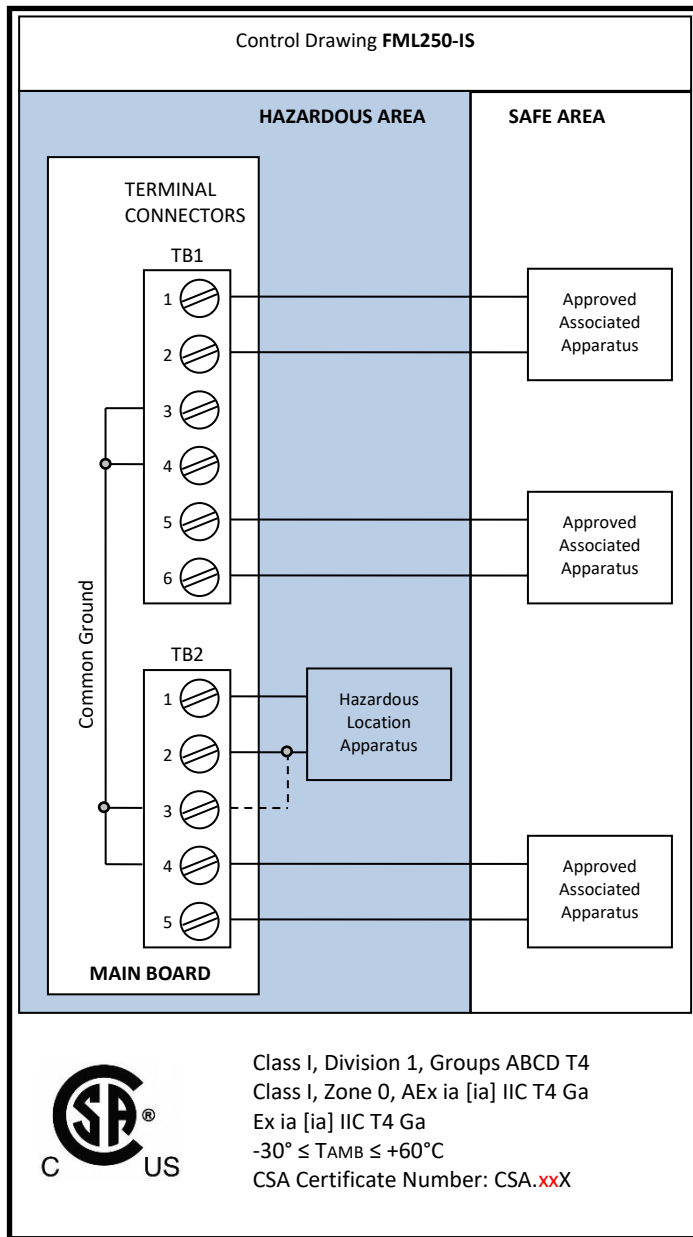 Control Drawing FML250-IS
HAZARDOUS AREA
SAFE AREA
TERMINAL
CONNECTORS
TB1
1
2
3
4
5
6
Approved
Associated
Apparatus
Approved
Associated
Apparatus
Common Ground
TB2
1
2
3
4
5
Hazardous
Location
Apparatus
Approved
Associated
Apparatus
MAIN BOARD
CSA ®
C US
Class I, Division 1, Groups ABCD T4
Class I, Zone 0, AEx ia [ia] IIC T4 Ga
Ex ia [ia] IIC T4 Ga
-30° ≤ TAMB ≤ +60°C
CSA Certificate Number: CSA.xxX